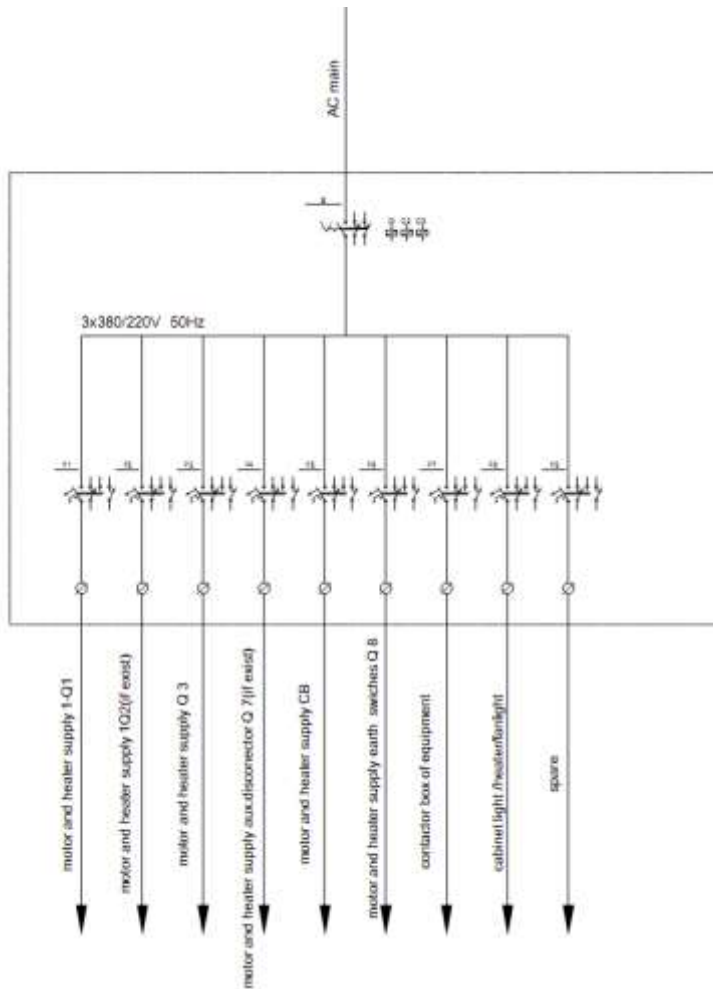 AC main
3x380/220V 50Hz
motor and heater supply 1-Q1
motor and heater supply 1Q2(if exist)
motor and heater supply Q 3
motor and heater supply aux.disconector Q 7(if exist)
motor and heater supply CB
motor and heater supply earth swiches Q 8
contactor box of equipment
cabinet light /heater/fanlight
spare